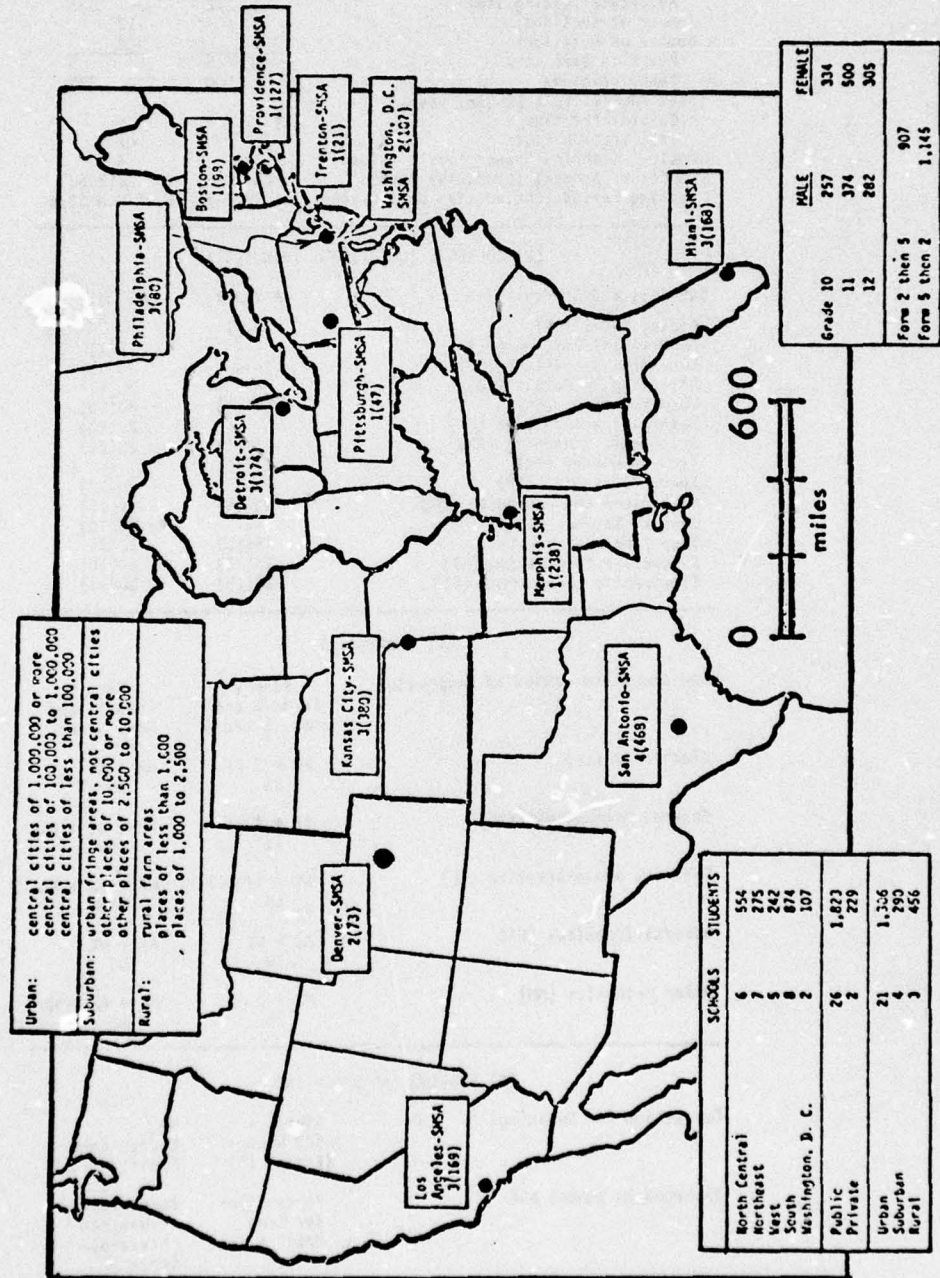 Urban: central cities of 1,000,000 or more
central cities of 100,000 to 1,000,000
central cities of less than 100,000
Suburban: urban fringe areas, not central cities
other places of 10,000 or more
other places of 2,500 to 10,000
Rural: rural farm areas
places of less than 1,000
places of 1,000 to 2,500
Philadelphia-SMSA
3(80)
Boston-SMSA
1(99)
Providence-SMSA
1(127)
Trenton-SMSA
1(21)
Washington, D.C.
SMSA 2(107)
Detroit-SMSA
3(174)
Pittsburgh-SMSA
1(47)
Kansas City-SMSA
3(380)
Denver-SMSA
2(73)
Los
Angeles-SMSA
3(169)
Memphis-SMSA
1(238)
San Antonio-SMSA
4(468)
Miami-SMSA
3(168)
0 600
miles
SCHOOLS STUDENTS
North Central 6 554
Northeast 7 275
West 5 242
South 8 874
Washington, D. C. 2 107
Public 26 1,823
Private 2 229
Urban 21 1,306
Suburban 4 290
Rural 3 456
MALE FEMALE
Grade 10 257 334
11 374 500
12 282 305
Form 2 then 5 907
Form 5 then 2 1,145